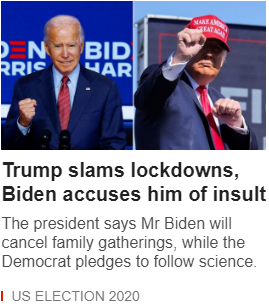 EN BID
RRIS HAR
MAKE AMERICA
GREAT AGAIN
Trump slams lockdowns,
Biden accuses him of insult
The president says Mr Biden will
cancel family gatherings, while the
Democrat pledges to follow science.
US ELECTION 2020